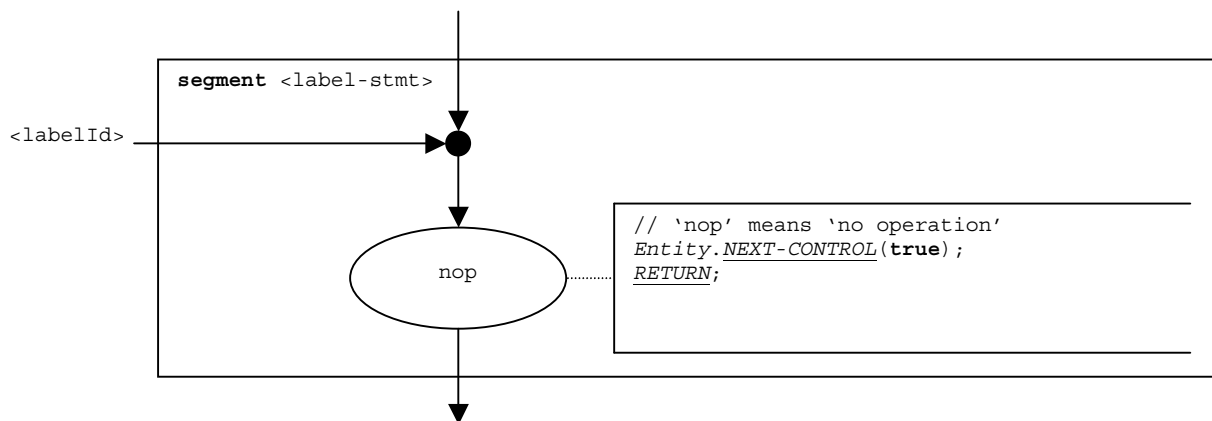 segment <label-stmt>
<labelId>
// ‘nop’ means ‘no operation’
Entity.NEXT-CONTROL(true);
RETURN;
nop